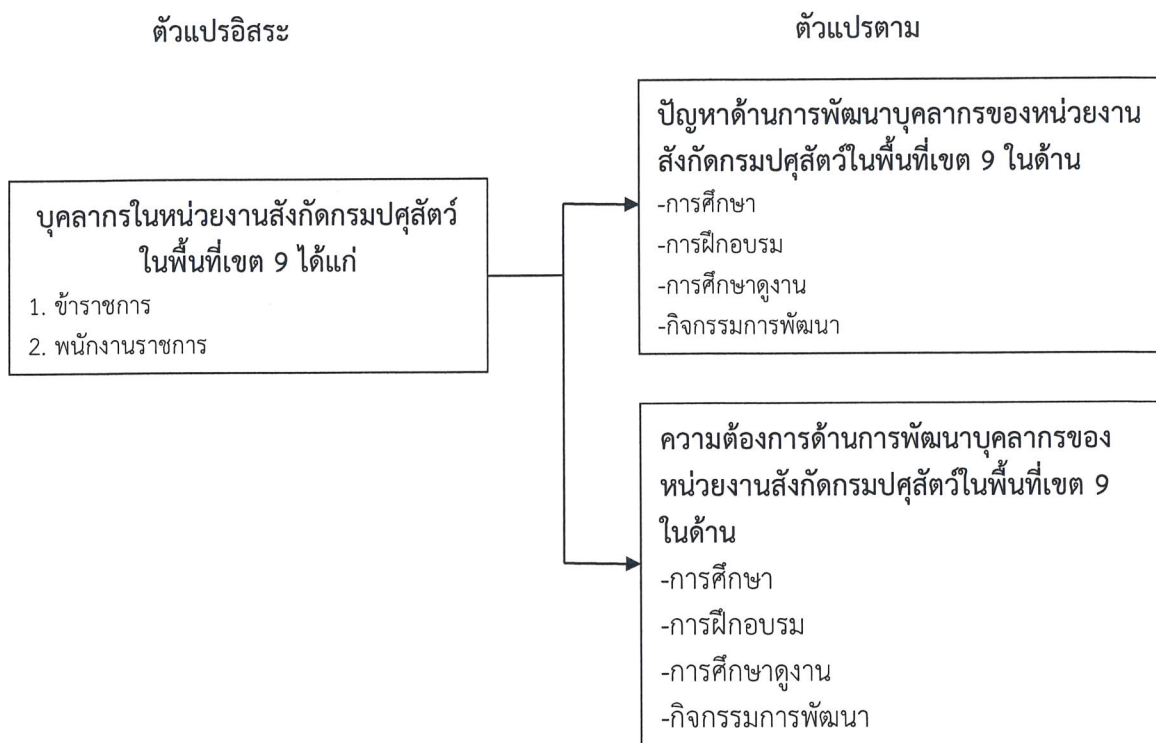 ตัวแปรอิสระ
ตัวแปรตาม
บุคลากรในหน่วยงานสังกัดกรมปศุสัตว์
ในพื้นที่เขต 9 ได้แก่
1. ข้าราชการ
2. พนักงานราชการ
ปัญหาด้านการพัฒนาบุคลากรของหน่วยงาน
สังกัดกรมปศุสัตว์ในพื้นที่เขต 9 ในด้าน
-การศึกษา
-การฝึกอบรม
-การศึกษาดูงาน
-กิจกรรมการพัฒนา
ความต้องการด้านการพัฒนาบุคลากรของ
หน่วยงานสังกัดกรมปศุสัตว์ในพื้นที่เขต 9
ในด้าน
-การศึกษา
-การฝึกอบรม
-การศึกษาดูงาน
-กิจกรรมการพัฒนา